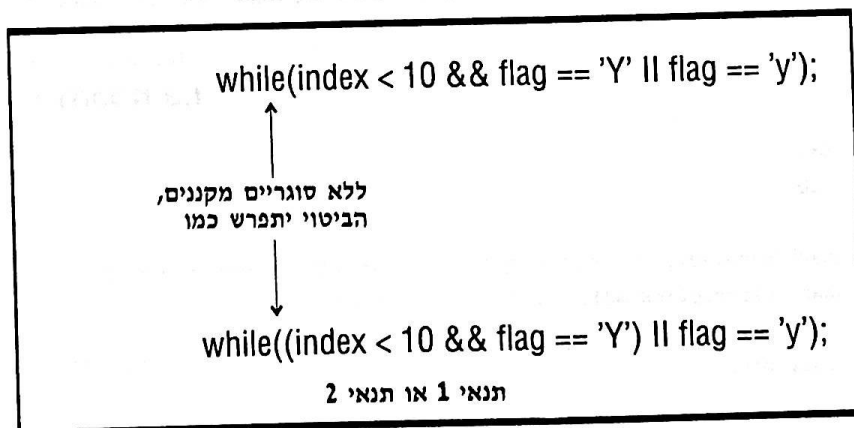 while(index < 10 && flag == 'Y' || flag == 'y');
ללא סוגריים מקננים,
הביטוי יתפרש כמו
while((index < 10 && flag == 'Y') || flag == 'y');
תנאי 1 או תנאי 2